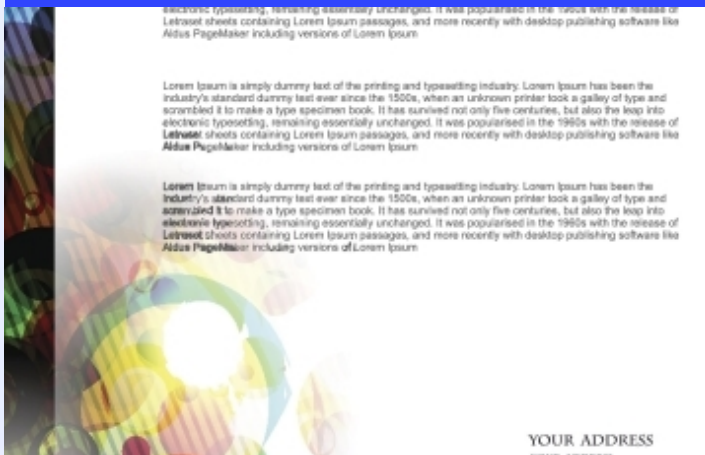 electronic typesetting, remaining essentially unchanged. It was popularised in the 1960s with the release of
Letraset sheets containing Lorem Ipsum passages, and more recently with desktop publishing software like
Aldus PageMaker including versions of Lorem Ipsum
Lorem Ipsum is simply dummy text of the printing and typesetting industry. Lorem Ipsum has been the
industry's standard dummy text ever since the 1500s, when an unknown printer took a galley of type and
scrambled it to make a type specimen book. It has survived not only five centuries, but also the leap into
electronic typesetting, remaining essentially unchanged. It was popularised in the 1960s with the release of
Letraset sheets containing Lorem Ipsum passages, and more recently with desktop publishing software like
Aldus PageMaker including versions of Lorem Ipsum
Lorem Ipsum is simply dummy text of the printing and typesetting industry. Lorem Ipsum has been the
industry's standard dummy text ever since the 1500s, when an unknown printer took a galley of type and
scrambled it to make a type specimen book. It has survived not only five centuries, but also the leap into
electronic typesetting, remaining essentially unchanged. It was popularised in the 1960s with the release of
Letraset sheets containing Lorem Ipsum passages, and more recently with desktop publishing software like
Aldus PageMaker including versions of Lorem Ipsum
YOUR ADDRESS